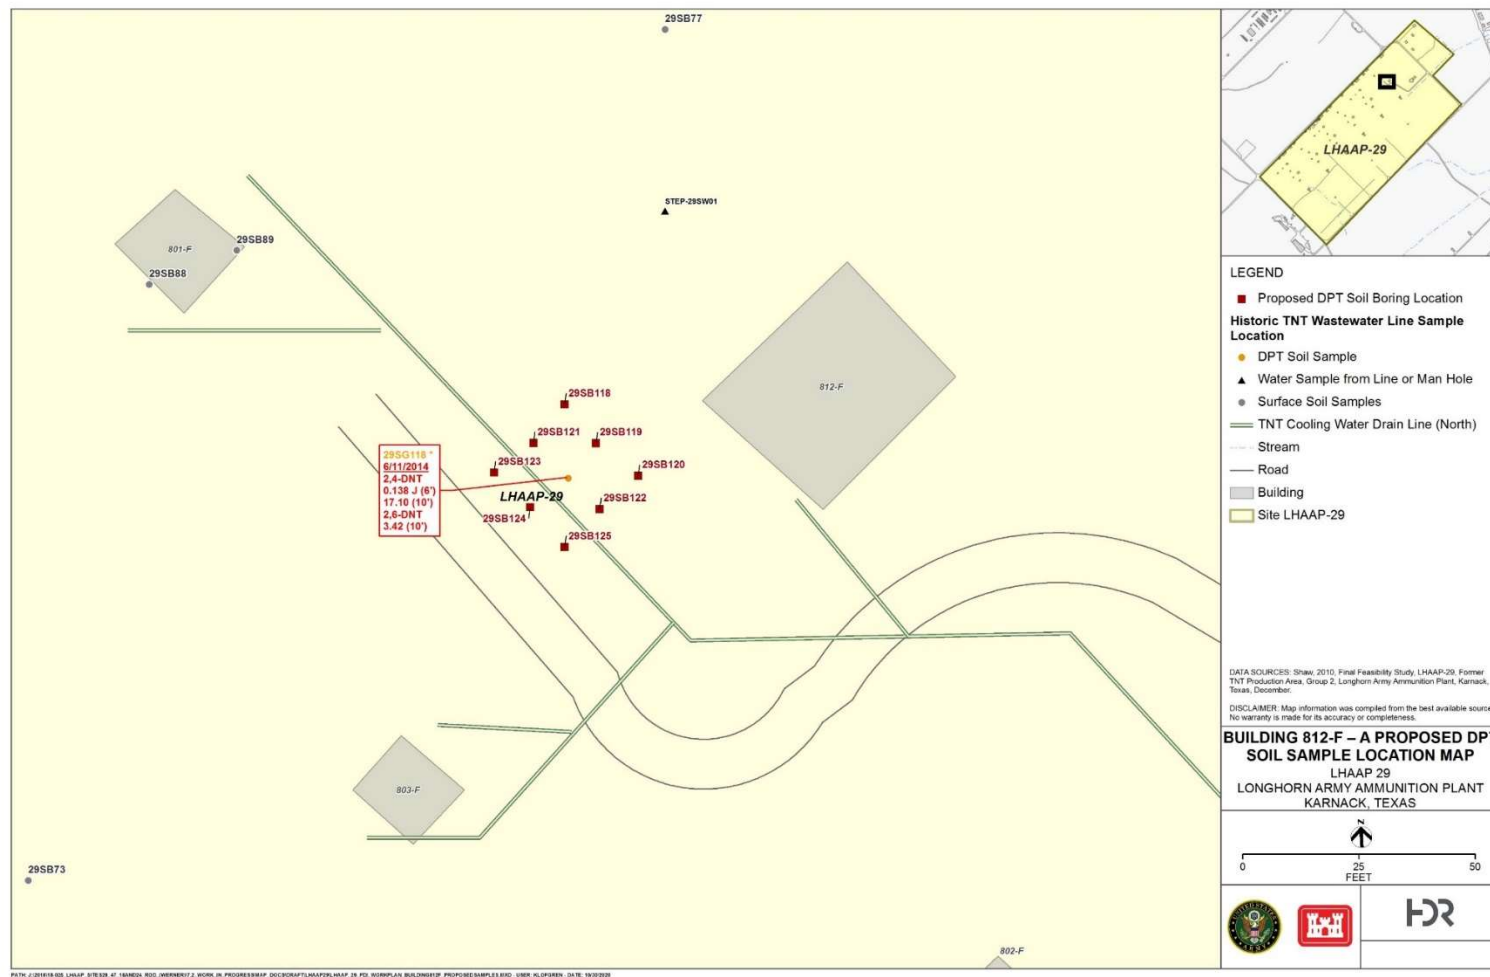 29SB77
STEP-29SW01
801-F
29SB89
29SB88
812-F
29SB118
29SB121
29SB119
29SB123
29SB120
29SG118 *
6/11/2014
2,4-DNT
0.138 J (6')
17.10 (10')
2,6-DNT
3.42 (10')
LHAAP-29
29SB122
29SB124
29SB125
803-F
29SB73
802-F
LHAAP-29
LEGEND
Proposed DPT Soil Boring Location
Historic TNT Wastewater Line Sample
Location
DPT Soil Sample
Water Sample from Line or Man Hole
Surface Soil Samples
TNT Cooling Water Drain Line (North)
Stream
Road
Building
Site LHAAP-29
DATA SOURCES: Shaw, 2010, Final Feasibility Study, LHAAP-29, Former
TNT Production Area, Group 2, Longhorn Army Ammunition Plant, Karnack,
Texas, December.
DISCLAIMER: Map information was compiled from the best available source
No warranty is made for its accuracy or completeness.
BUILDING 812-F – A PROPOSED DPT
SOIL SAMPLE LOCATION MAP
LHAAP 29
LONGHORN ARMY AMMUNITION PLANT
KARNACK, TEXAS
N
0 25 50
FEET
HDR